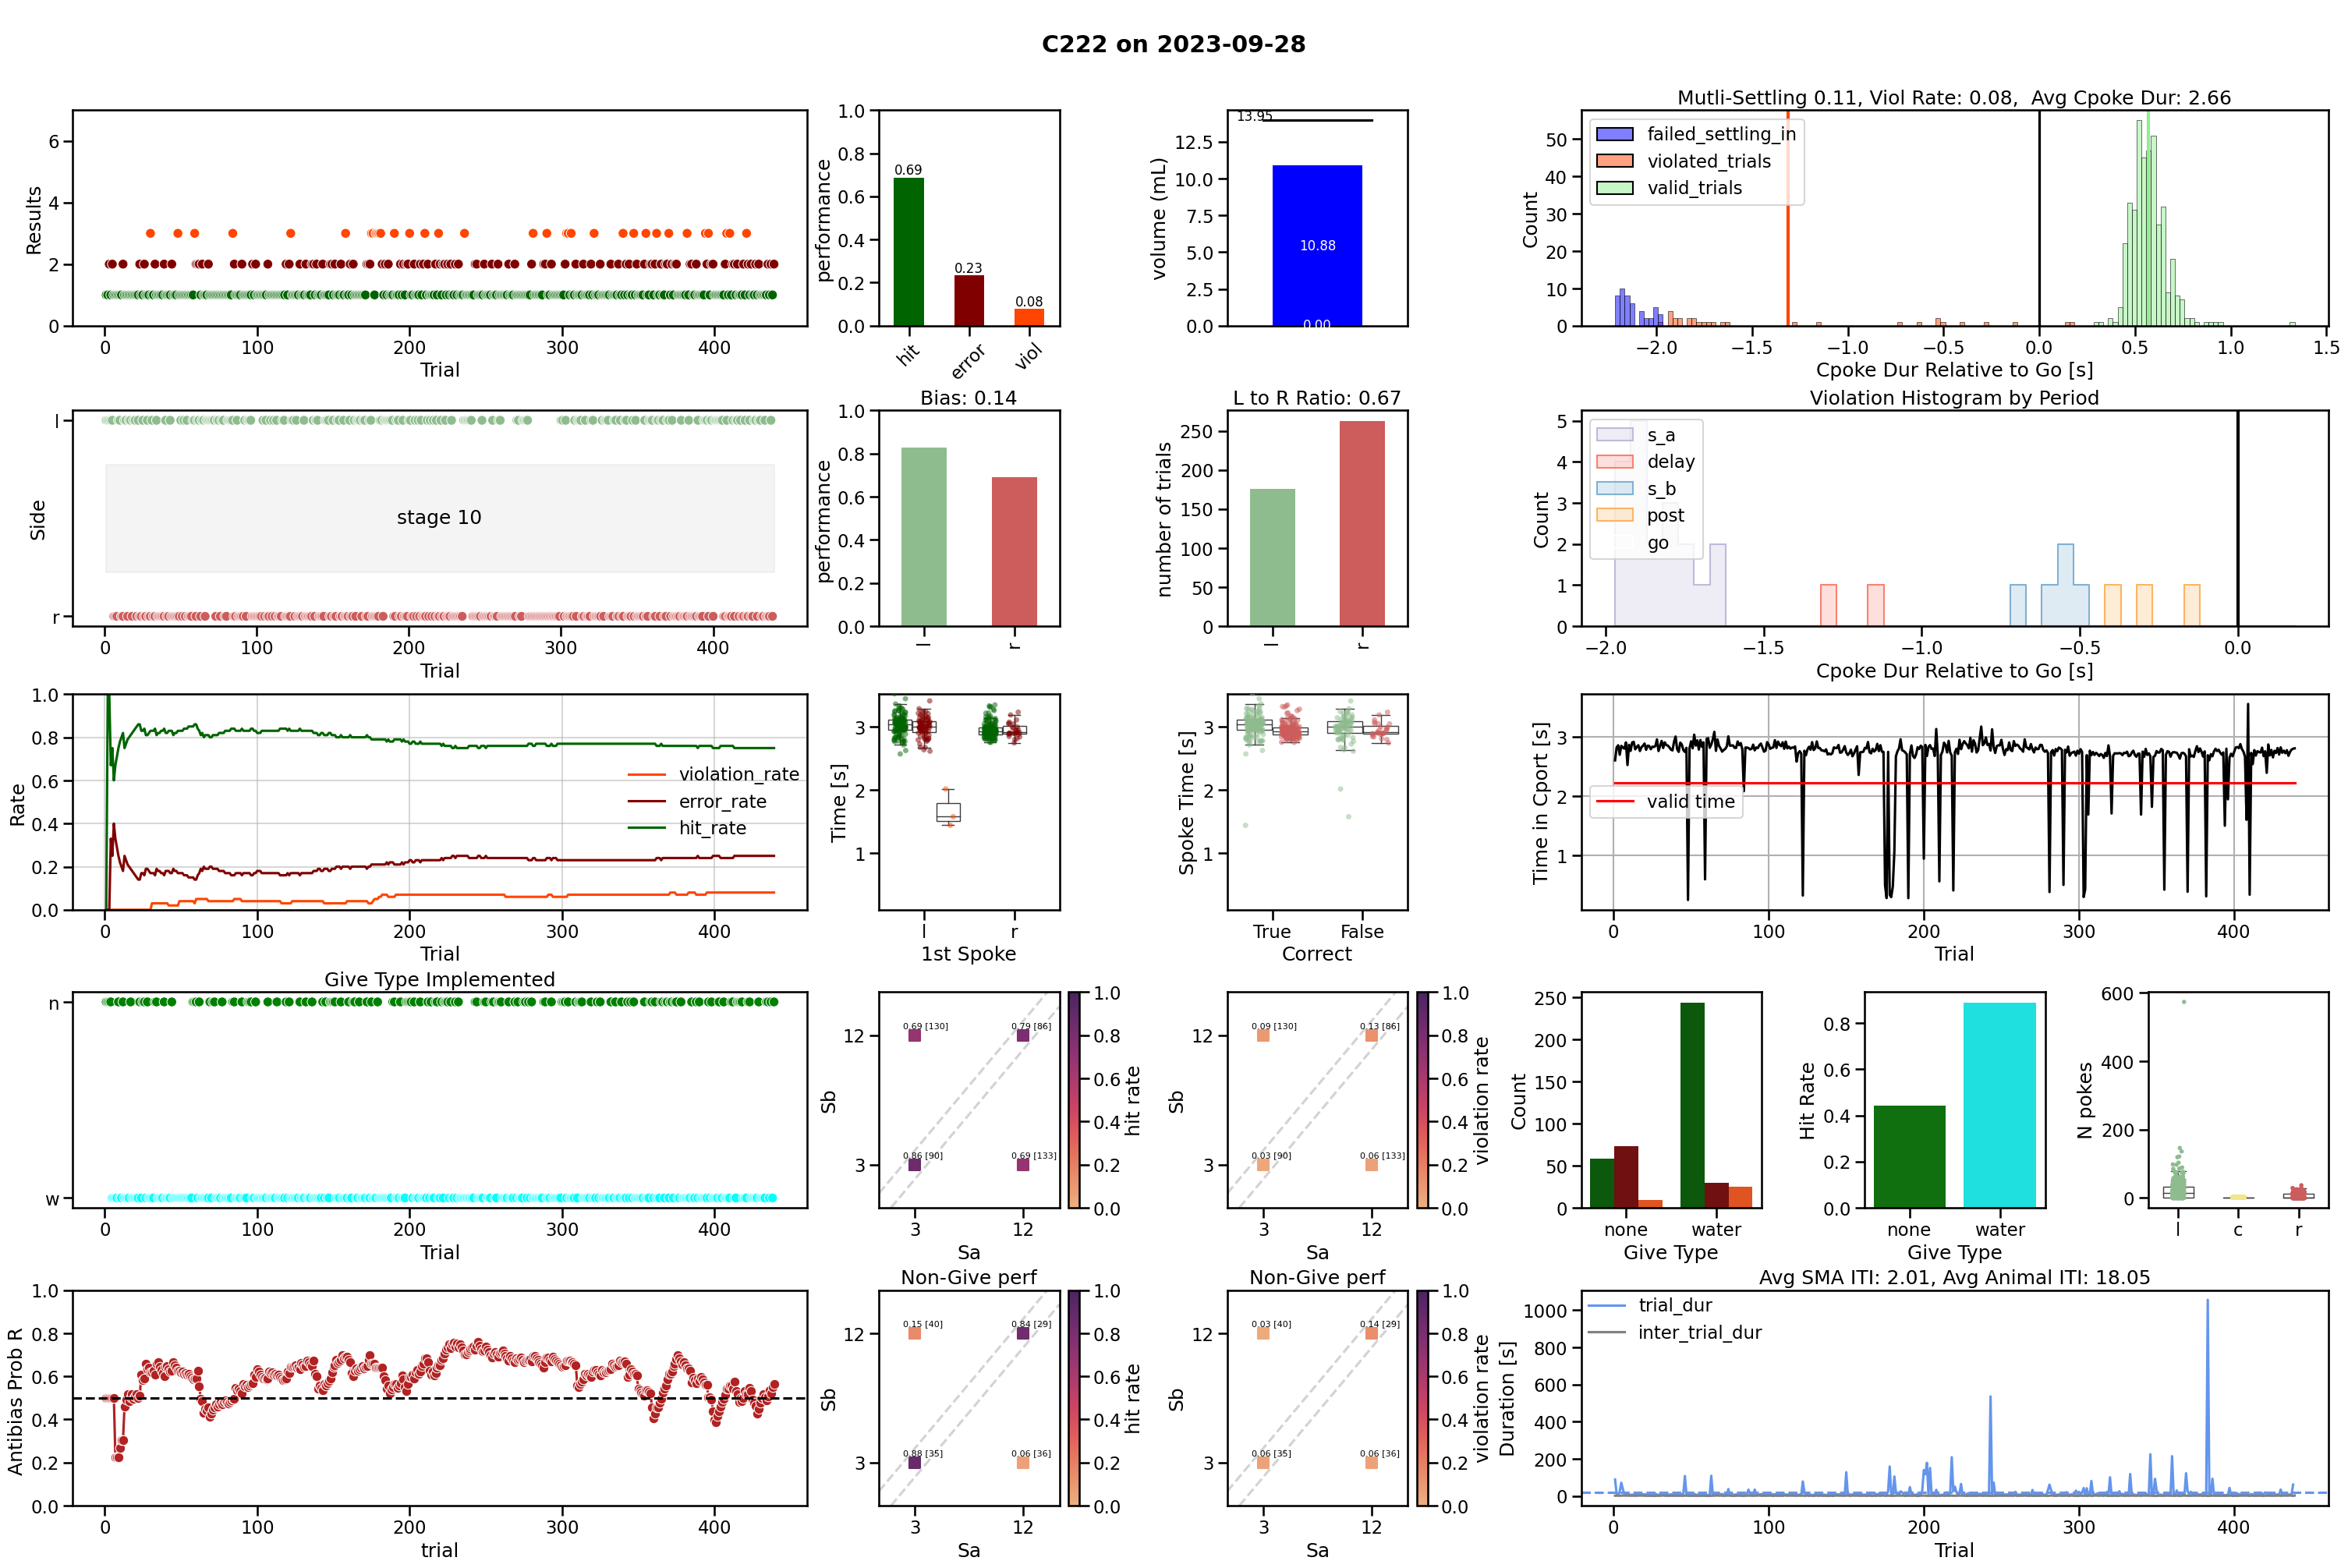 C222 on 2023-09-28
Results
6
4
2
0
0 100 200 300 400
Trial
performance
1.0
0.8
0.6
0.4
0.2
0.0
0.69
0.23
0.08
hit error viol
volume (mL)
12.5
10.0
7.5
5.0
2.5
0.0
13.95
10.88
0.00
Mutli-Settling 0.11, Viol Rate: 0.08, Avg Cpoke Dur: 2.66
failed_settling_in
violated_trials
valid_trials
Count
50
40
30
20
10
0
−2.0 −1.5 −1.0 −0.5 0.0 0.5 1.0 1.5
Cpoke Dur Relative to Go [s]
Side
l
r
stage 10
0 100 200 300 400
Trial
Bias: 0.14
performance
1.0
0.8
0.6
0.4
0.2
0.0
l r
L to R Ratio: 0.67
number of trials
250
200
150
100
50
0
l r
Violation Histogram by Period
s_a
delay
s_b
post
go
Count
5
4
3
2
1
0
−2.0 −1.5 −1.0 −0.5 0.0
Cpoke Dur Relative to Go [s]
Rate
1.0
0.8
0.6
0.4
0.2
0.0
violation_rate
error_rate
hit_rate
0 100 200 300 400
Trial
Time [s]
3
2
1
l r
1st Spoke
Spoke Time [s]
3
2
1
True False
Correct
Time in Cport [s]
3
2
1
valid time
0 100 200 300 400
Trial
Give Type Implemented
n
w
0 100 200 300 400
Trial
Sb
12
3
0.69 [130] 0.79 [86]
0.86 [90] 0.69 [133]
3 12
Sa
1.0
0.8
0.6
0.4
0.2
0.0
hit rate
Sb
12
3
0.09 [130] 0.13 [86]
0.03 [90] 0.06 [133]
3 12
Sa
1.0
0.8
0.6
0.4
0.2
0.0
violation rate
Count
250
200
150
100
50
0
none water
Give Type
Hit Rate
0.8
0.6
0.4
0.2
0.0
none water
Give Type
N pokes
600
400
200
0
l c r
Antibias Prob R
1.0
0.8
0.6
0.4
0.2
0.0
0 100 200 300 400
trial
Non-Give perf
Sb
12
3
0.15 [40] 0.84 [29]
0.88 [35] 0.06 [36]
3 12
Sa
1.0
0.8
0.6
0.4
0.2
0.0
hit rate
Non-Give perf
Sb
12
3
0.03 [40] 0.14 [29]
0.06 [35] 0.06 [36]
3 12
Sa
1.0
0.8
0.6
0.4
0.2
0.0
violation rate
Avg SMA ITI: 2.01, Avg Animal ITI: 18.05
trial_dur
inter_trial_dur
Duration [s]
1000
800
600
400
200
0
0 100 200 300 400
Trial